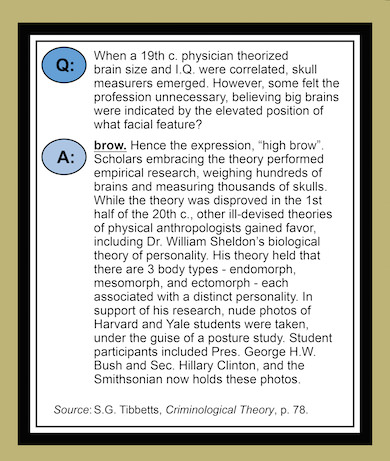 Q:
When a 19th c. physician theorized
brain size and I.Q. were correlated, skull
measurers emerged. However, some felt the
profession unnecessary, believing big brains
were indicated by the elevated position of
what facial feature?
A:
brow. Hence the expression, “high brow”.
Scholars embracing the theory performed
empirical research, weighing hundreds of
brains and measuring thousands of skulls.
While the theory was disproved in the 1st
half of the 20th c., other ill-devised theories
of physical anthropologists gained favor,
including Dr. William Sheldon’s biological
theory of personality. His theory held that
there are 3 body types - endomorph,
mesomorph, and ectomorph - each
associated with a distinct personality. In
support of his research, nude photos of
Harvard and Yale students were taken,
under the guise of a posture study. Student
participants included Pres. George H.W.
Bush and Sec. Hillary Clinton, and the
Smithsonian now holds these photos.
Source: S.G. Tibbetts, Criminological Theory, p. 78.